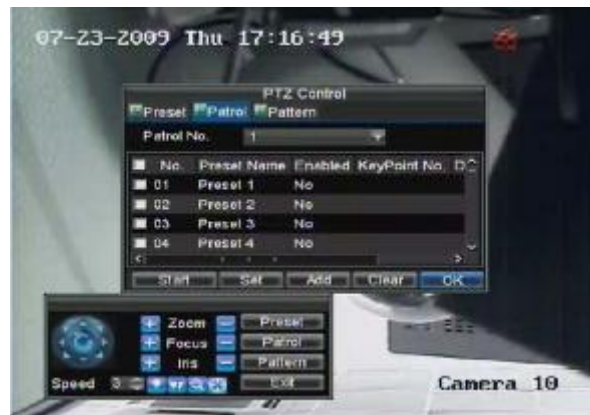 07-23-2009 Thu 17:16:49
PTZ Control
Preset Patrol Pattern
Patrol No. 1
No. Preset Name Enabled KeyPoint No. D
01 Preset 1 No
02 Preset 2 No
03 Preset 3 No
04 Preset 4 No
Start Set Add Clear OK
Zoom Preset
Focus Patrol
Iris Pattern
Speed 3 Exit
Camera 10